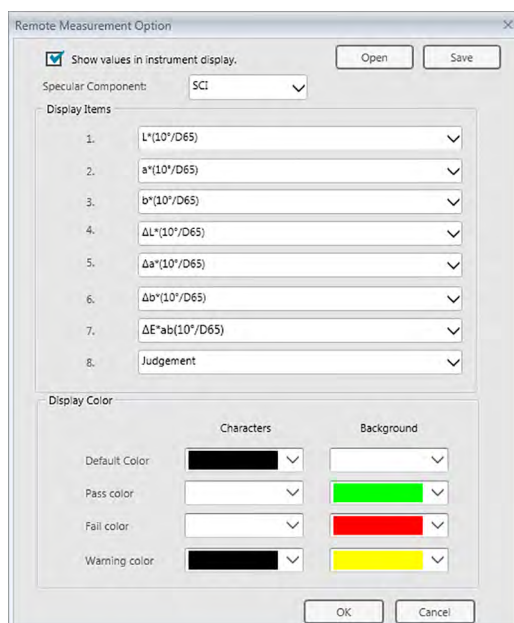 Remote Measurement Option
Show values in instrument display. Open Save
Specular Component: SCI
Display Items
1. L*(10°/D65)
2. a*(10°/D65)
3. b*(10°/D65)
4. ΔL*(10°/D65)
5. Δa*(10°/D65)
6. Δb*(10°/D65)
7. ΔE*ab(10°/D65)
8. Judgement
Display Color
Characters Background
Default Color
Pass color
Fail color
Warning color
OK Cancel